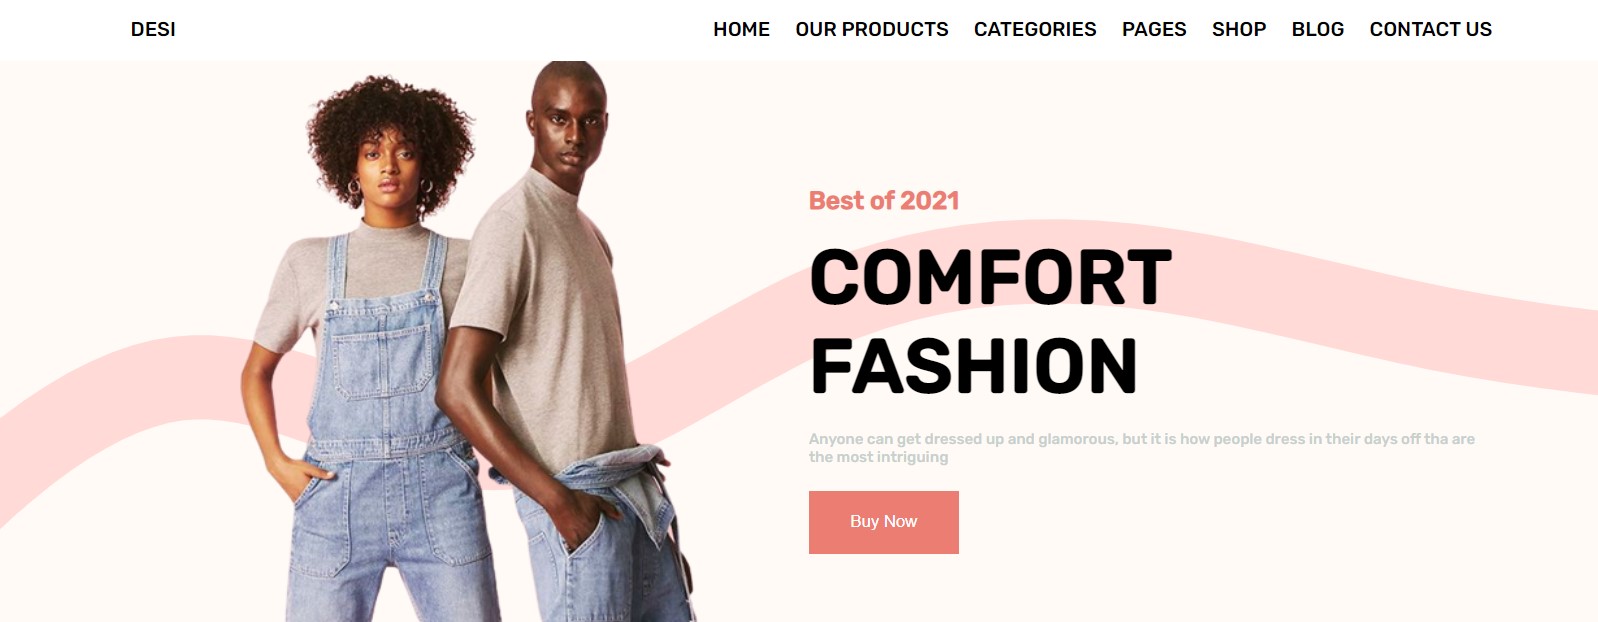 DESI
HOME OUR PRODUCTS CATEGORIES PAGES SHOP BLOG CONTACT US
Best of 2021
COMFORT
FASHION
Anyone can get dressed up and glamorous, but it is how people dress in their days off tha are
the most intriguing
Buy Now